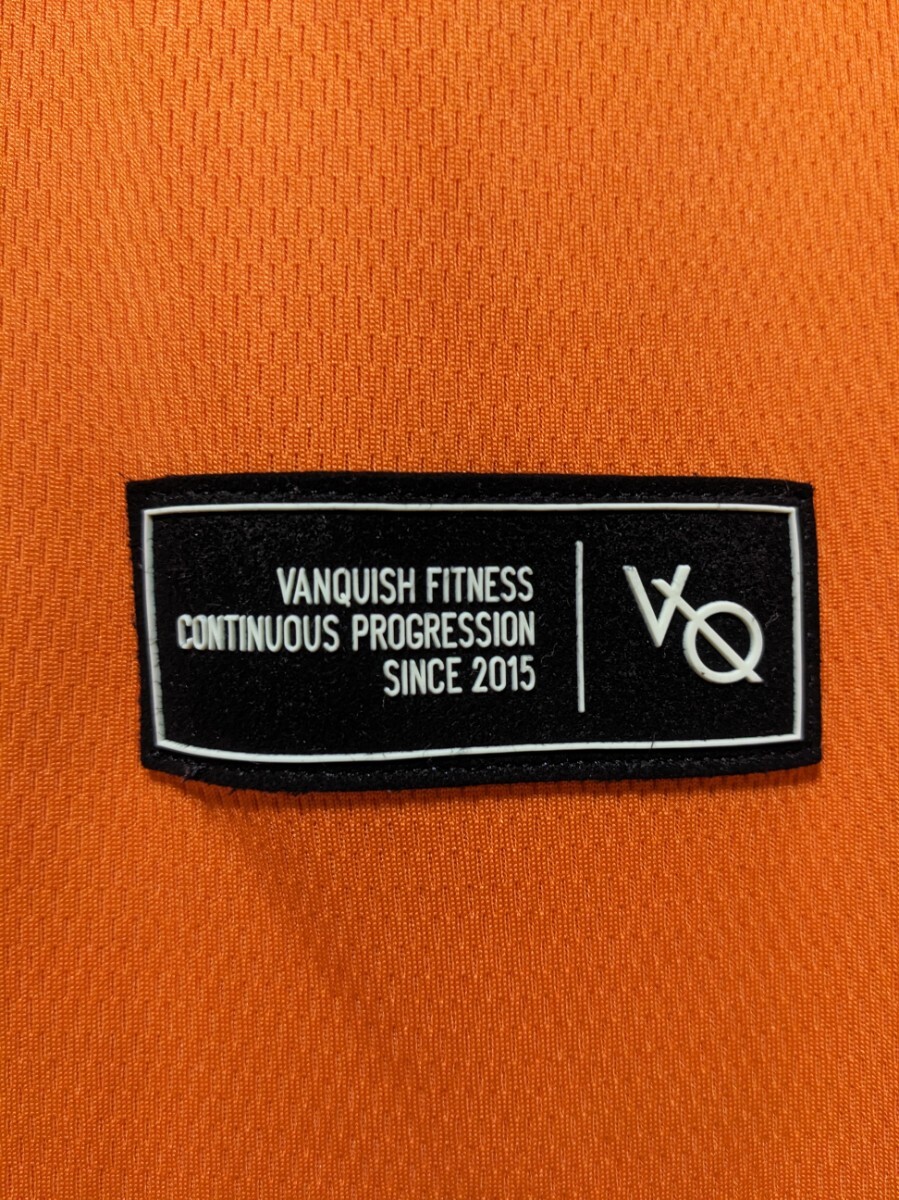 VANQUISH FITNESS
CONTINUOUS PROGRESSION
SINCE 2015
VQ